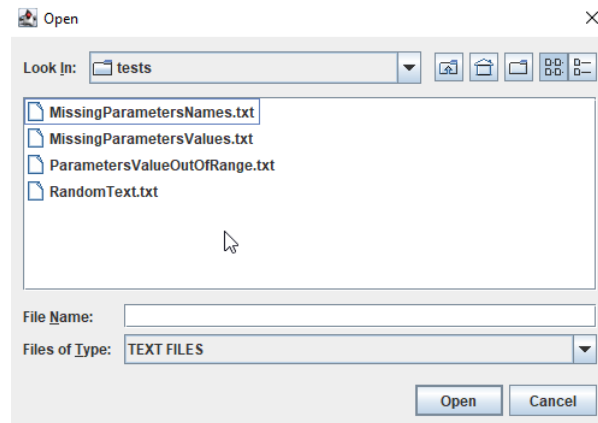 Open
Look In: tests
MissingParametersNames.txt
MissingParametersValues.txt
ParametersValueOutOfRange.txt
RandomText.txt
File Name:
Files of Type: TEXT FILES
Open Cancel